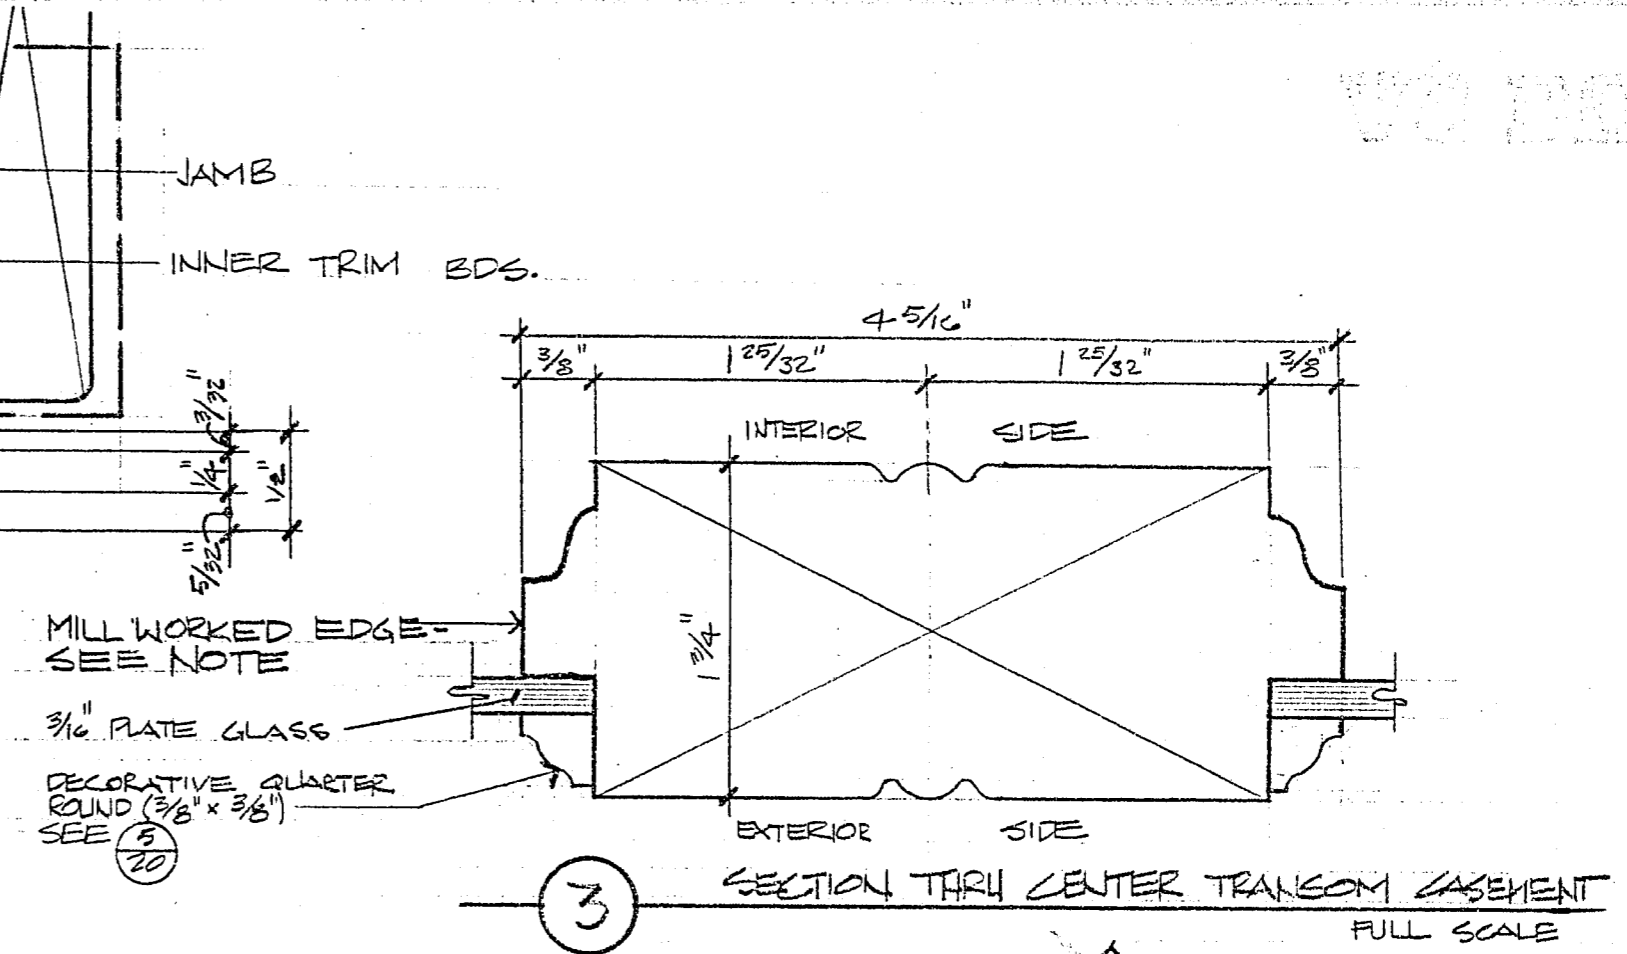 JAMB
INNER TRIM BDS.
4 5/16"
3/8" 1 25/32" 1 25/32" 3/8"
3/32"
1/4" 1/2"
5/32"
INTERIOR SIDE
1 3/4"
MILL WORKED EDGE-
SEE NOTE
3/16" PLATE GLASS
DECORATIVE QUARTER
ROUND (3/8" x 3/8")
SEE 5
20
EXTERIOR SIDE
3 SECTION THRU CENTER TRANSOM CASEMENT
FULL SCALE